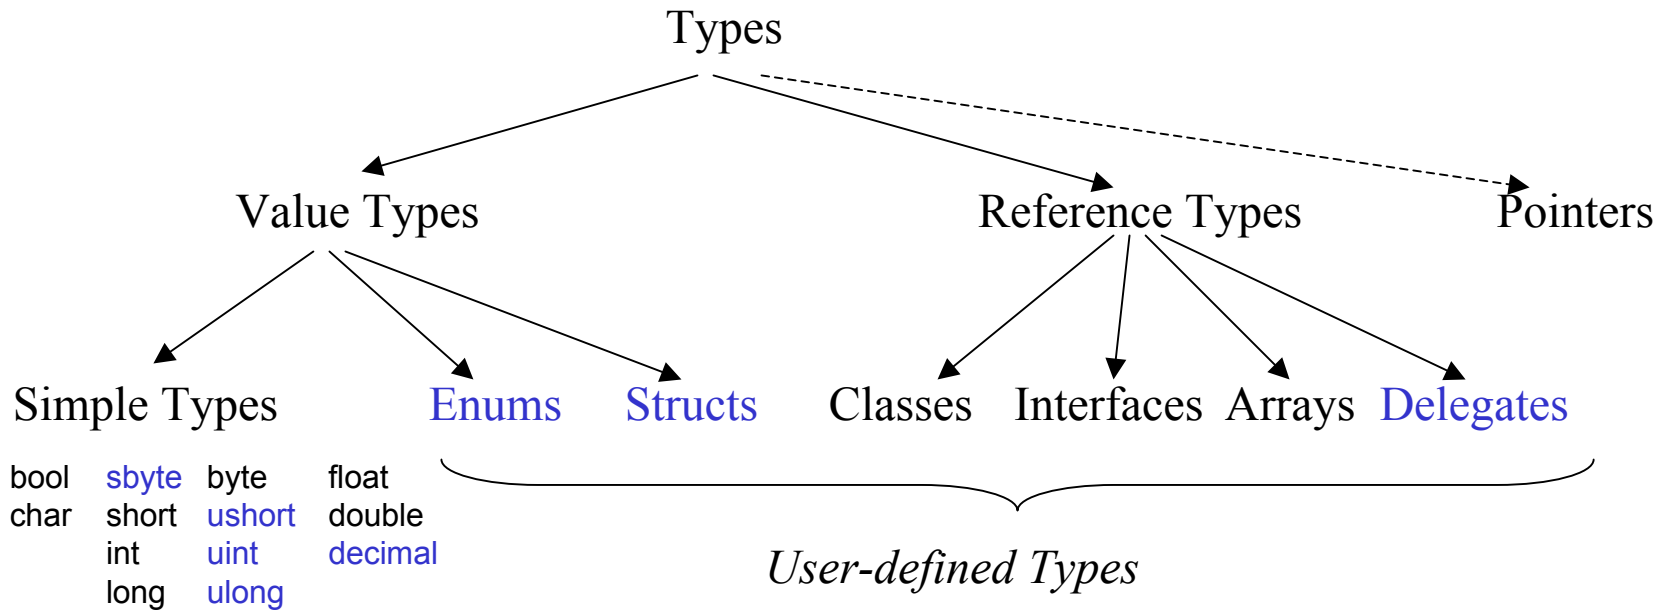 Types
Value Types Reference Types Pointers
Simple Types Enums Structs Classes Interfaces Arrays Delegates
bool sbyte byte float
char short ushort double
int uint decimal
long ulong
User-defined Types